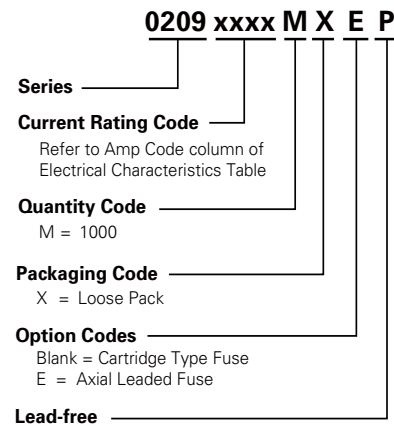 0209 xxxx M X E P
Series
Current Rating Code
Refer to Amp Code column of
Electrical Characteristics Table
Quantity Code
M = 1000
Packaging Code
X = Loose Pack
Option Codes
Blank = Cartridge Type Fuse
E = Axial Leaded Fuse
Lead-free